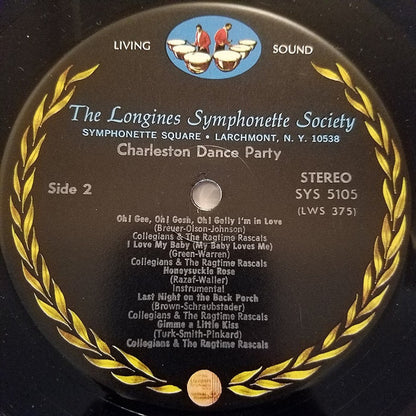 LIVING SOUND
The Longines Symphonette Society
SYMPHONETTE SQUARE • LARCHMONT, N. Y. 10538
Charleston Dance Party
Side 2
STEREO
SYS 5105
(LWS 375)
Oh! Gee, Oh! Gosh, Oh! Golly I'm in Love
(Breuer-Olson-Johnson)
Collegians & The Ragtime Rascals
I Love My Baby (My Baby Loves Me)
(Green-Warren)
Collegians & The Ragtime Rascals
Honeysuckle Rose
(Razaf-Waller)
Instrumental
Last Night on the Back Porch
(Brown-Schraubstader)
Collegians & The Ragtime Rascals
Gimme a Little Kiss
(Turk-Smith-Pinkard)
Collegians & The Ragtime Rascals